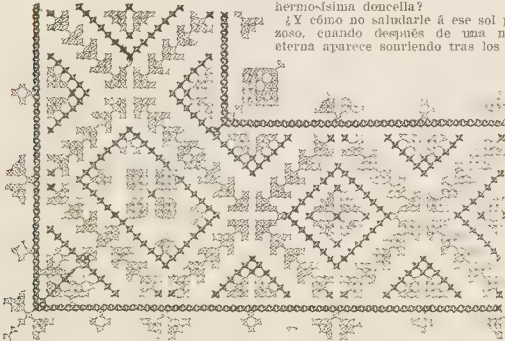 hermosísima doncella?
¿Y cómo no saludarle á ese sol p
zoso, cuando después de una n
eterna aparece sonriendo tras los